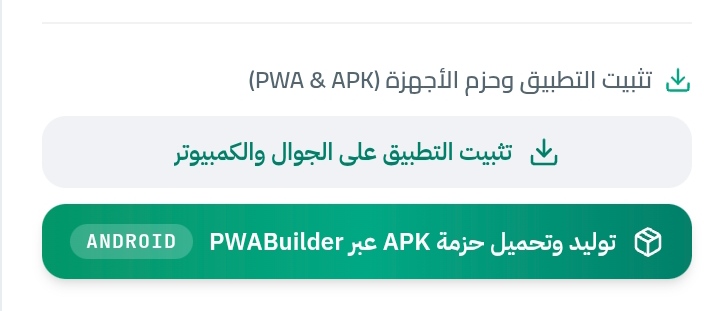 تثبيت التطبيق وحزم الأجهزة (PWA & APK)
تثبيت التطبيق على الجوال والكمبيوتر
توليد وتحميل حزمة APK عبر PWABuilder ANDROID